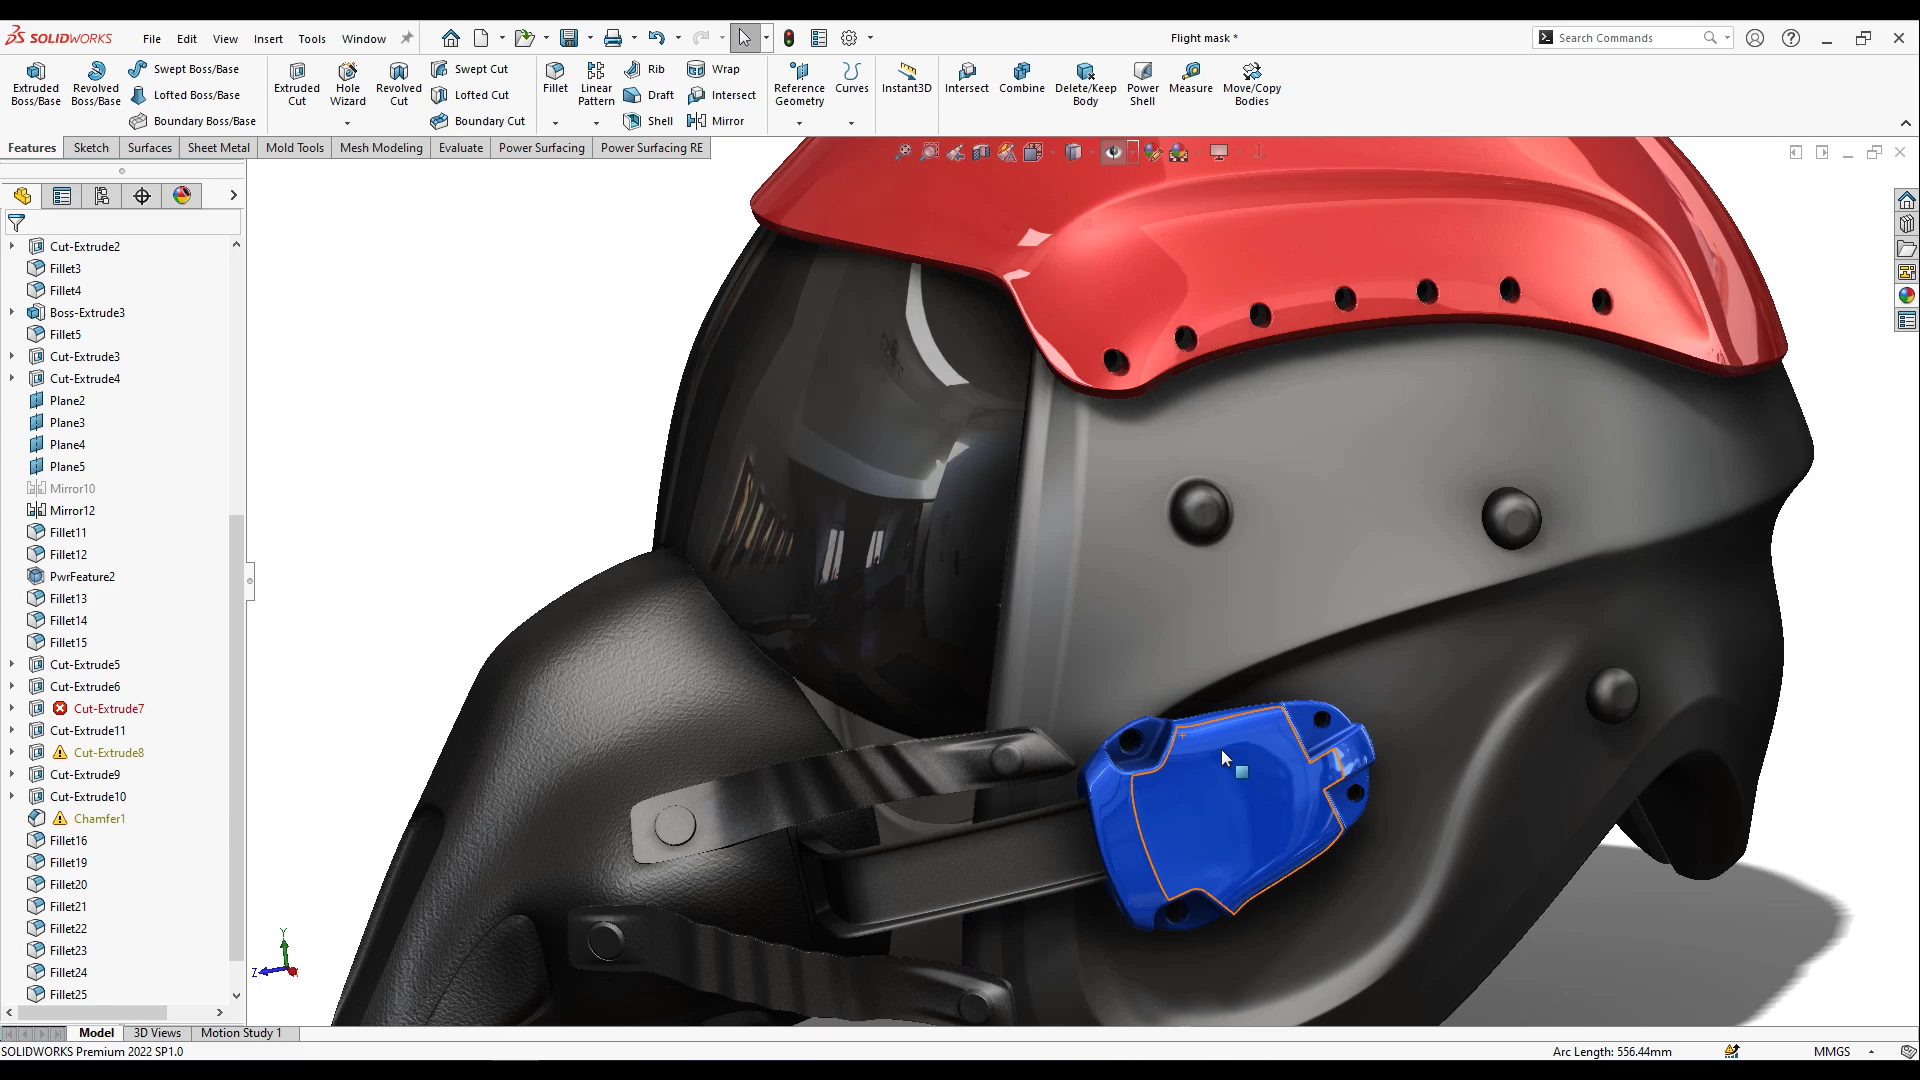 SOLIDWORKS File Edit View Insert Tools Window Flight mask * Search Commands
Extruded Boss/Base
Revolved Boss/Base
Swept Boss/Base
Lofted Boss/Base
Boundary Boss/Base
Extruded Cut
Hole Wizard
Revolved Cut
Swept Cut
Lofted Cut
Boundary Cut
Fillet
Linear Pattern
Rib
Draft
Shell
Wrap
Intersect
Mirror
Reference Geometry
Curves
Instant3D
Intersect
Combine
Delete/Keep Body
Power Shell
Measure
Move/Copy Bodies
Features Sketch Surfaces Sheet Metal Mold Tools Mesh Modeling Evaluate Power Surfacing Power Surfacing RE
Cut-Extrude2
Fillet3
Fillet4
Boss-Extrude3
Fillet5
Cut-Extrude3
Cut-Extrude4
Plane2
Plane3
Plane4
Plane5
Mirror10
Mirror12
Fillet11
Fillet12
PwrFeature2
Fillet13
Fillet14
Fillet15
Cut-Extrude5
Cut-Extrude6
Cut-Extrude7
Cut-Extrude11
Cut-Extrude8
Cut-Extrude9
Cut-Extrude10
Chamfer1
Fillet16
Fillet19
Fillet20
Fillet21
Fillet22
Fillet23
Fillet24
Fillet25
Y
Z
Model 3D Views Motion Study 1
SOLIDWORKS Premium 2022 SP1.0 Arc Length: 556.44mm MMGS